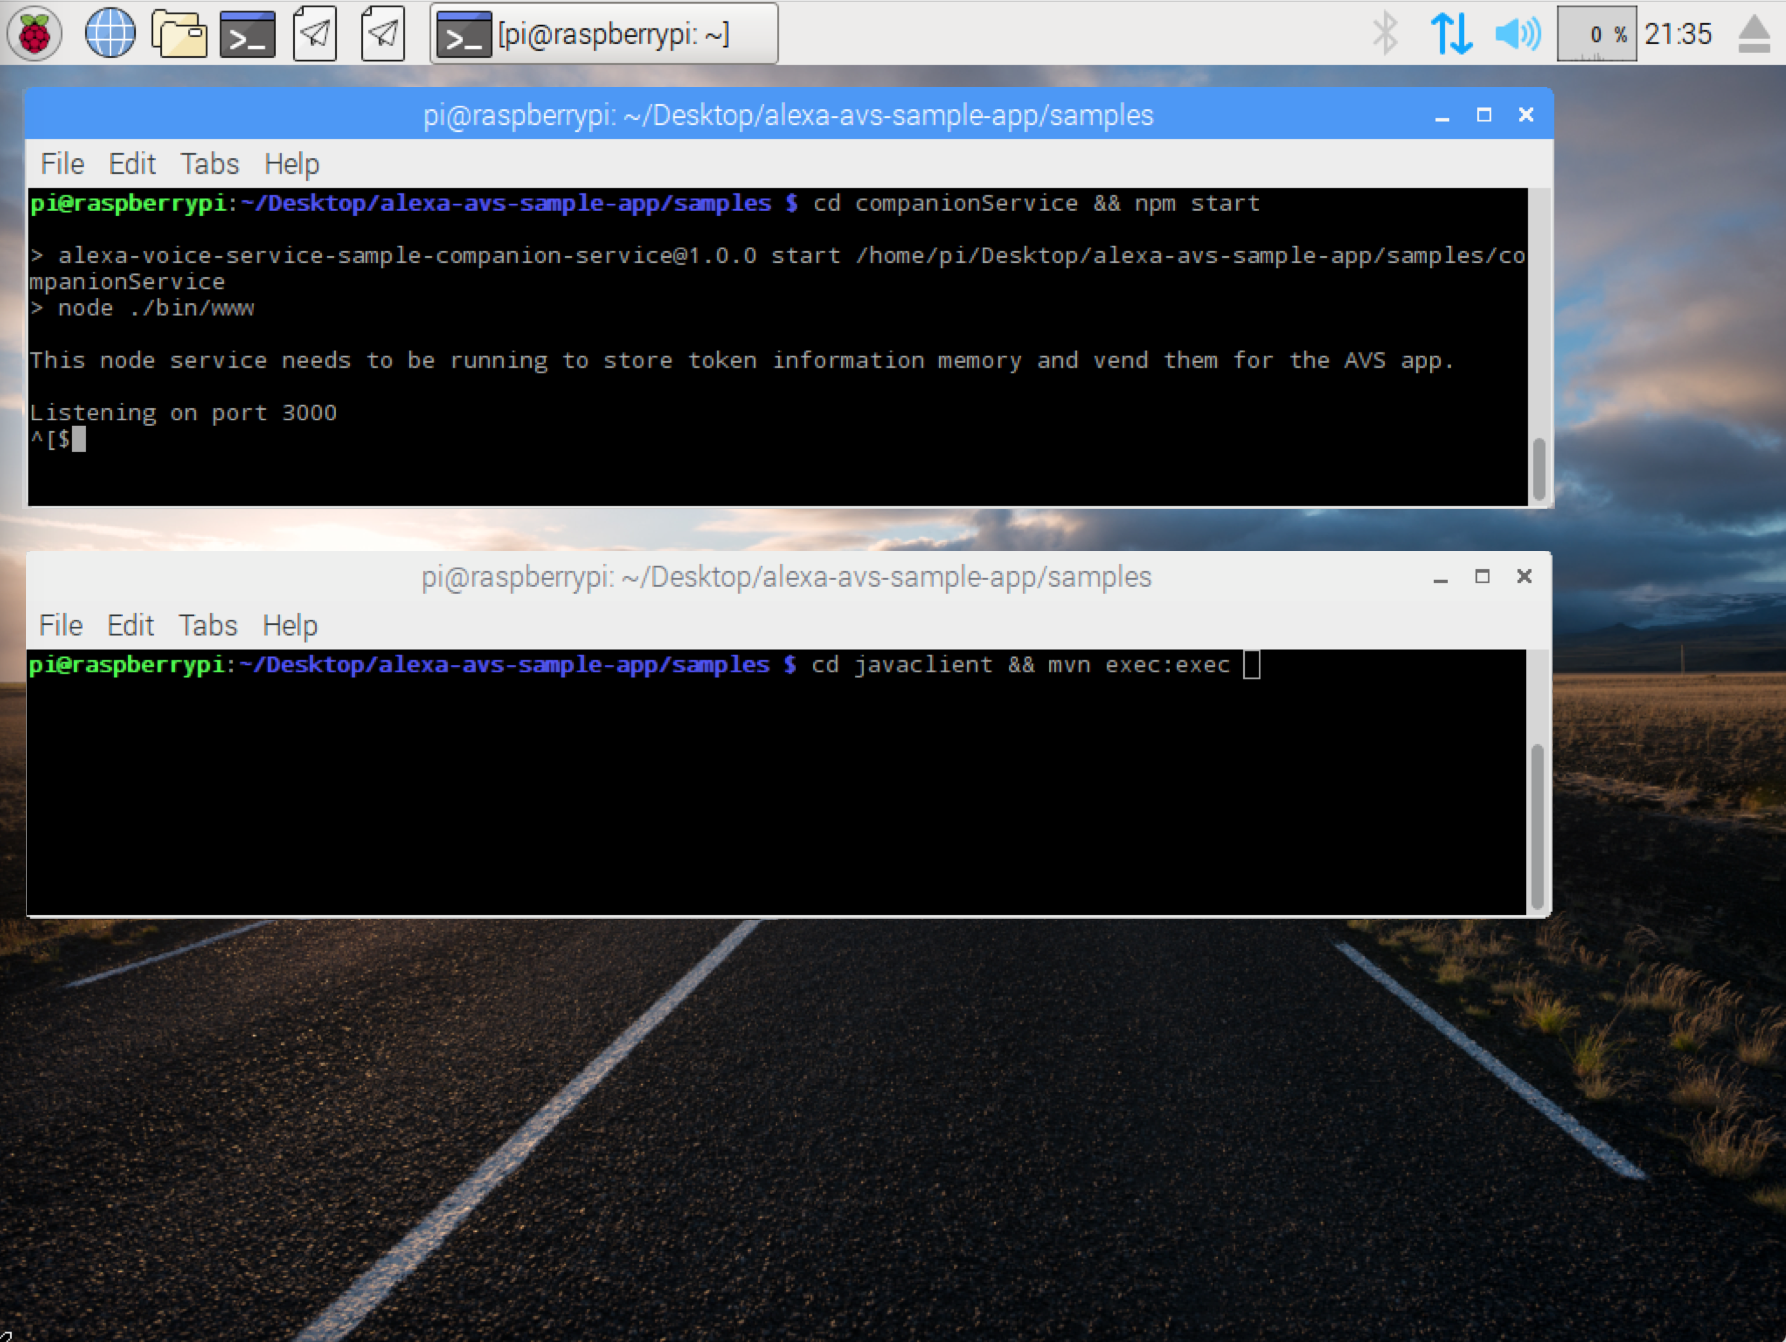 [pi@raspberrypi: ~]
0 %
21:35
pi@raspberrypi: ~/Desktop/alexa-avs-sample-app/samples
File Edit Tabs Help
pi@raspberrypi:~/Desktop/alexa-avs-sample-app/samples $ cd companionService && npm start
> alexa-voice-service-sample-companion-service@1.0.0 start /home/pi/Desktop/alexa-avs-sample-app/samples/co
mpanionService
> node ./bin/www
This node service needs to be running to store token information memory and vend them for the AVS app.
Listening on port 3000
^[$
pi@raspberrypi: ~/Desktop/alexa-avs-sample-app/samples
File Edit Tabs Help
pi@raspberrypi:~/Desktop/alexa-avs-sample-app/samples $ cd javaclient && mvn exec:exec